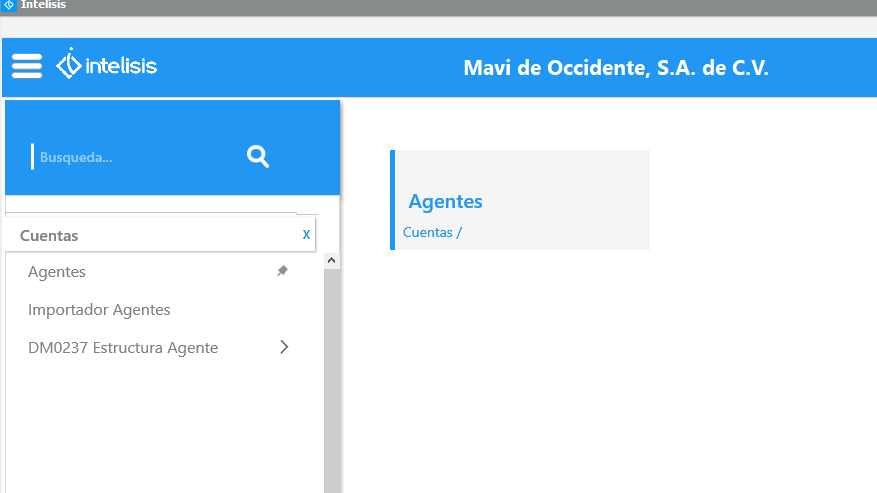 Intelisis
intelisis
Mavi de Occidente, S.A. de C.V.
Busqueda...
Cuentas
X
Agentes
Importador Agentes
DM0237 Estructura Agente
Agentes
Cuentas /